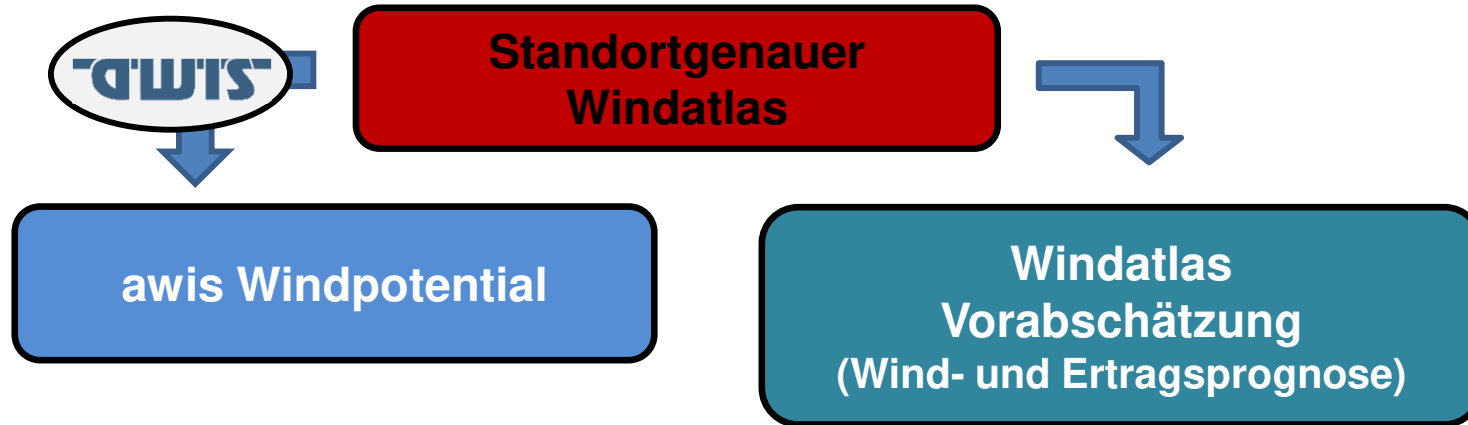 awis
Standortgenauer
Windatlas
awis Windpotential
Windatlas
Vorabschätzung
(Wind- und Ertragsprognose)